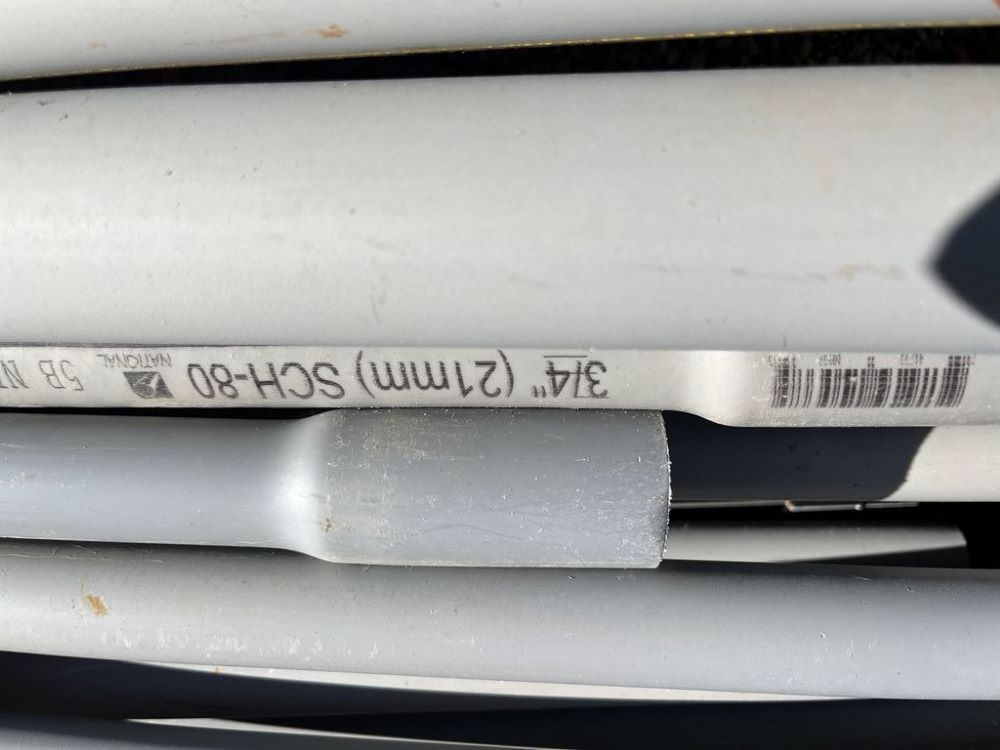 3/4" (21mm) SCH-80 NATIONAL 5B